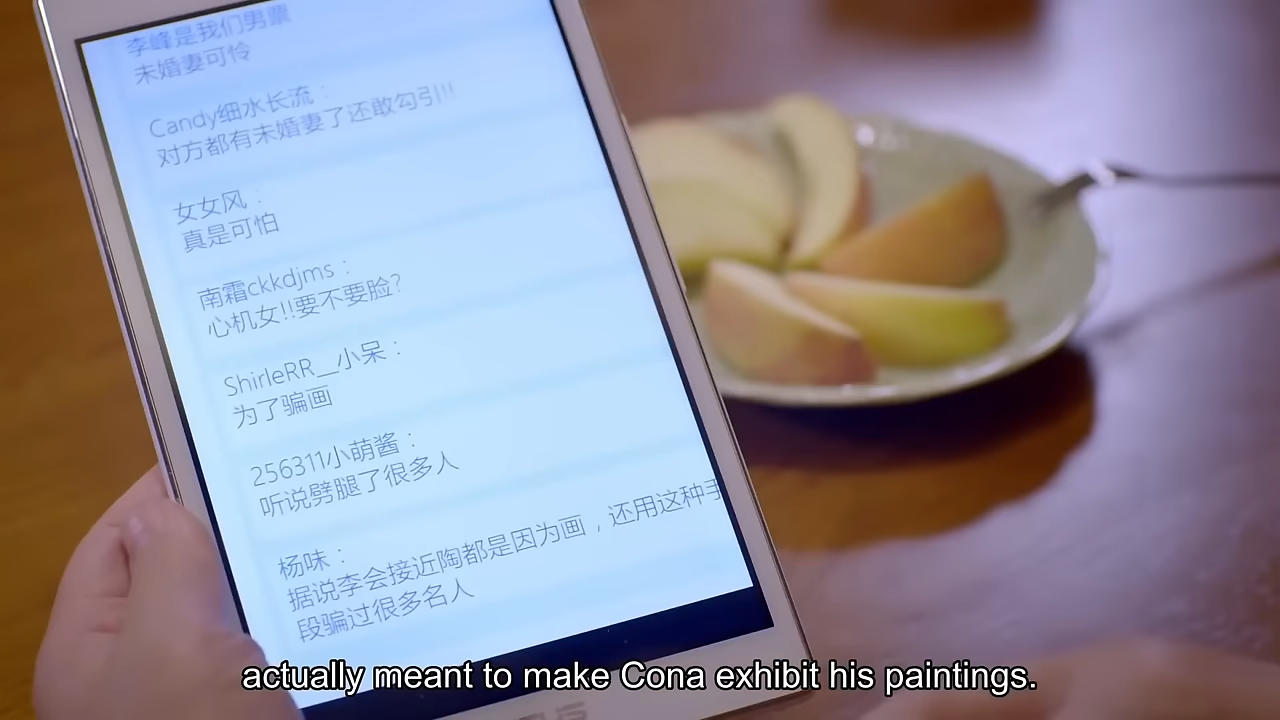 李峰是我们男票
未婚妻可怜
Candy细水长流：
对方都有未婚妻了还敢勾引!!
女女风：
真是可怕
南霜ckkdjms：
心机女!!要不要脸?
ShirleRR__小呆：
为了骗画
256311小萌酱：
听说劈腿了很多人
杨味：
据说李会接近陶都是因为画，还用这种手
段骗过很多名人
actually meant to make Cona exhibit his paintings.